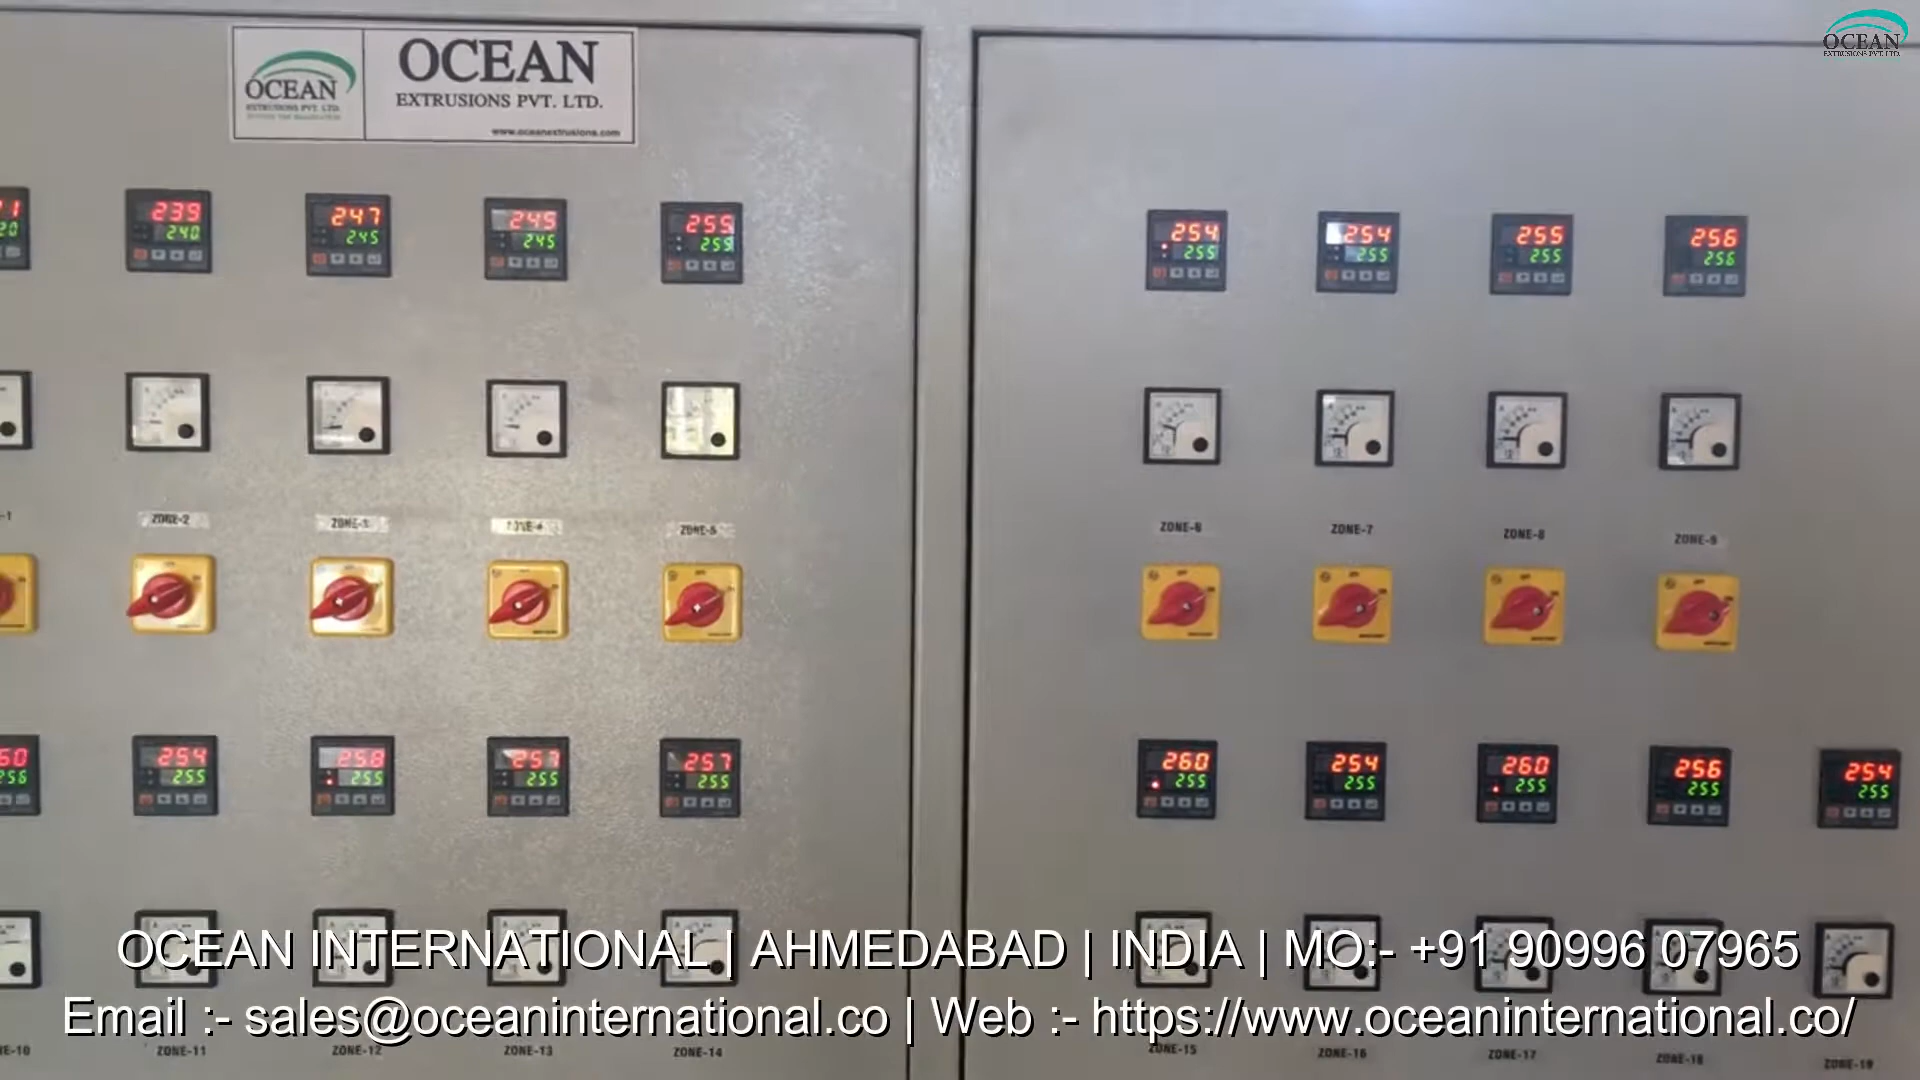 OCEAN
EXTRUSIONS PVT. LTD.
OCEAN
EXTRUSIONS PVT. LTD.
www.oceanextrusions.com
OCEAN
EXTRUSIONS PVT. LTD.
239
240
247
245
245
245
255
255
254
255
254
255
255
255
256
256
ZONE-2
ZONE-3
ZONE-4
ZONE-5
ZONE-6
ZONE-7
ZONE-8
ZONE-9
254
255
258
255
257
255
257
255
260
255
254
255
260
255
256
255
254
255
OCEAN INTERNATIONAL | AHMEDABAD | INDIA | MO:- +91 90996 07965
Email :- sales@oceaninternational.co | Web :- https://www.oceaninternational.co/
ZONE-11
ZONE-12
ZONE-13
ZONE-14
ZONE-15
ZONE-16
ZONE-17
ZONE-18
ZONE-19